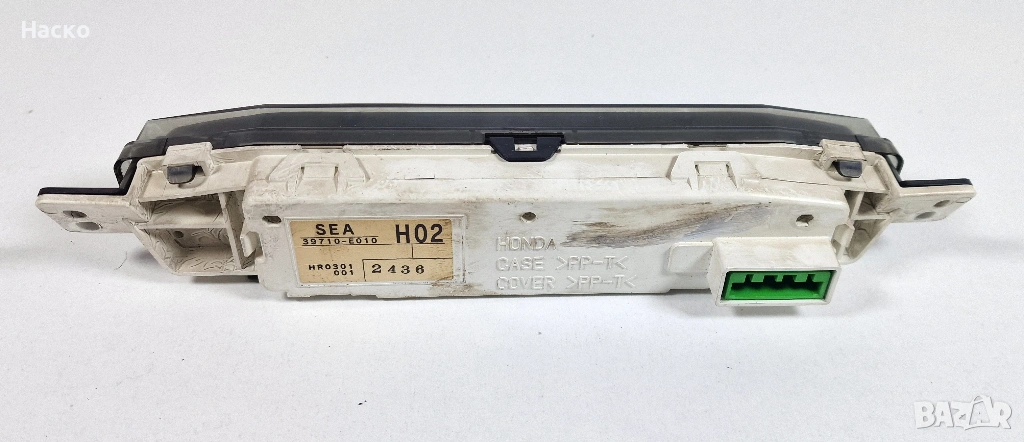 Наско
SEA
39710-E010
H02
HR0301
001
2436
HONDA
CASE >PP-T<
COVER >PP-T<
BAZAR